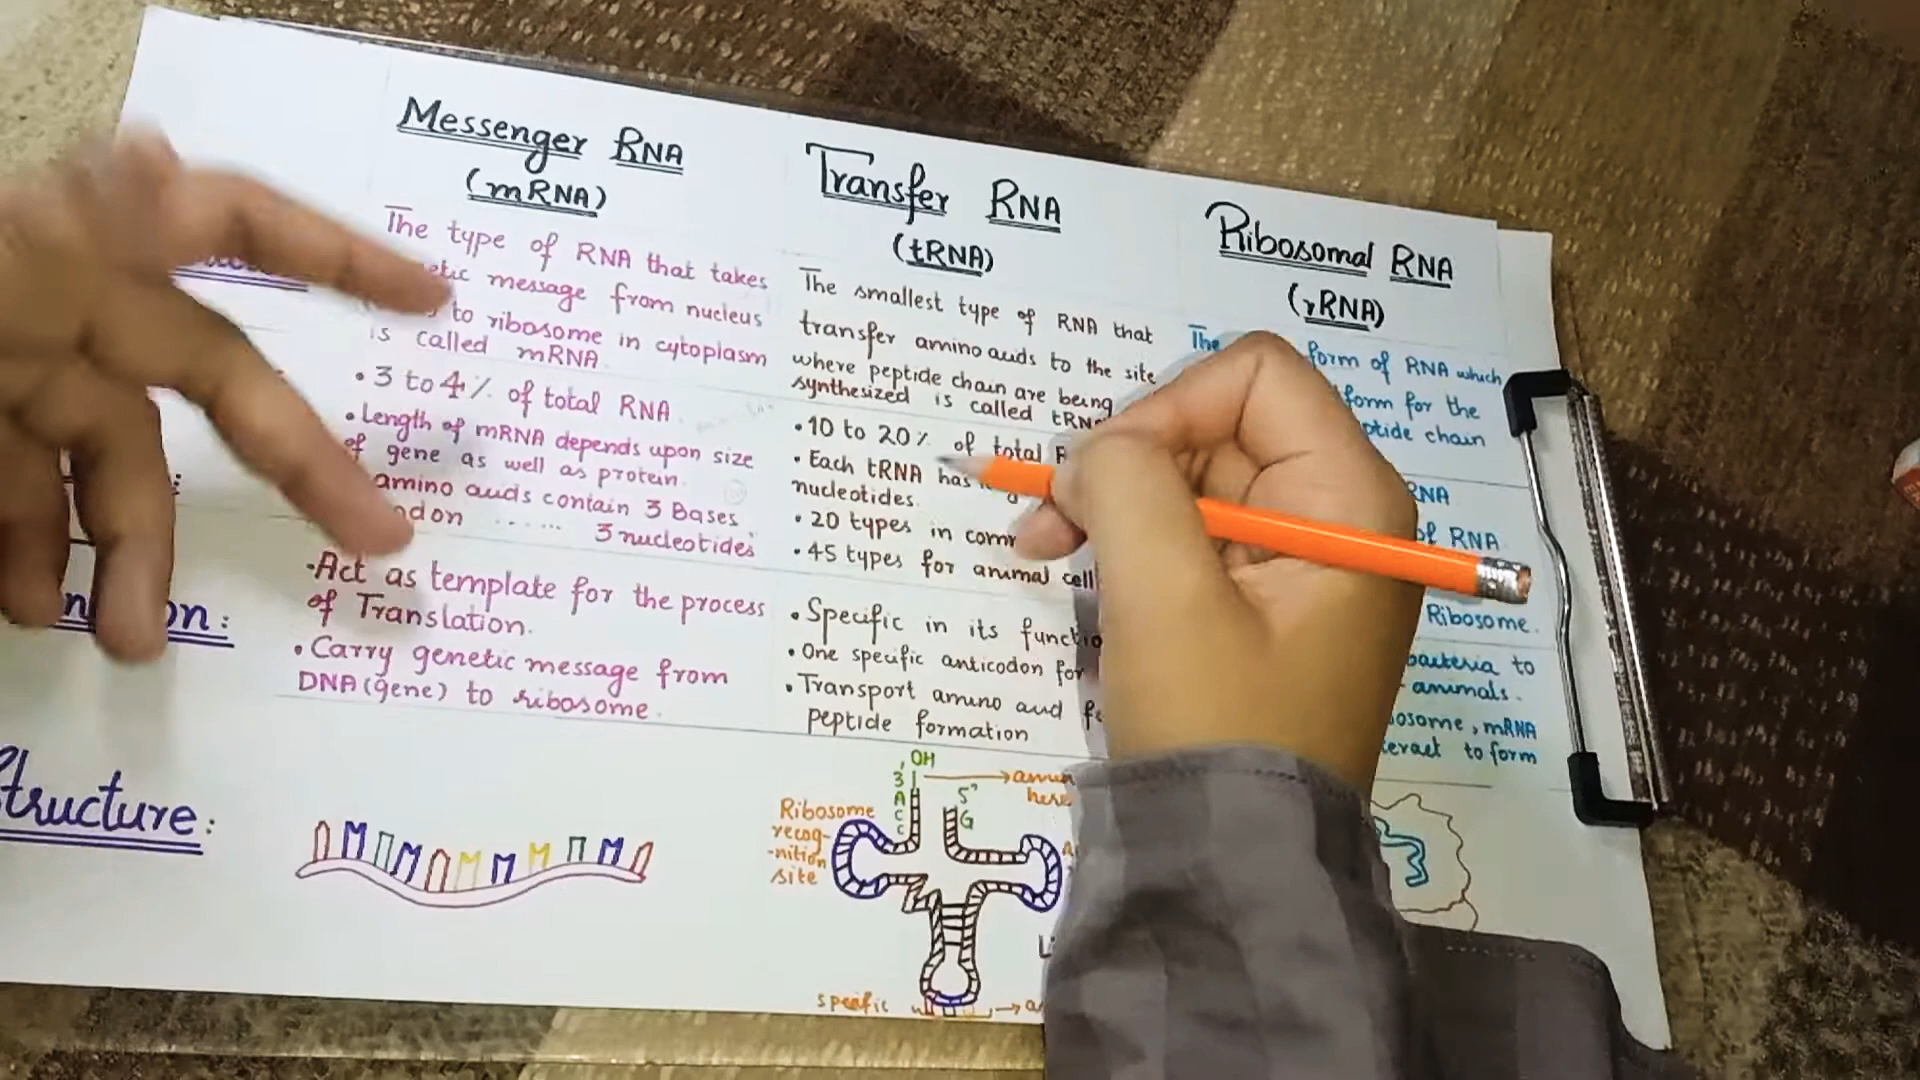 Messenger RNA
(mRNA)
The type of RNA that takes
message from nucleus
to ribosome in cytoplasm
is called mRNA.
• 3 to 4% of total RNA.
• Length of mRNA depends upon size
of gene as well as protein.
amino acids contain 3 Bases
...... 3 nucleotides
• Act as template for the process
of Translation.
• Carry genetic message from
DNA (gene) to ribosome.
Transfer RNA
(tRNA)
The smallest type of RNA that
transfer amino acids to the site
where peptide chain are being
synthesized is called
• 10 to 20% of total
• Each tRNA has
nucleotides.
• 20 types in
• 45 types for animal cell
• Specific in its
• One specific anticodon for
• Transport amino acid
peptide formation
Ribosomal RNA
(rRNA)
The form of RNA which
for the
chain
of RNA
Ribosome.
bacteria to
animals.
, mRNA
to form
Structure:
OH
3'
A
C
C
5'
G
Ribosome
recog-
-nition
site
here